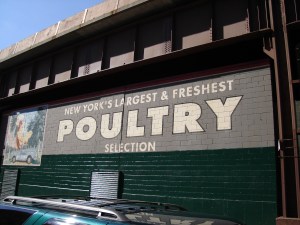 NEW YORK'S LARGEST & FRESHEST
POULTRY
SELECTION